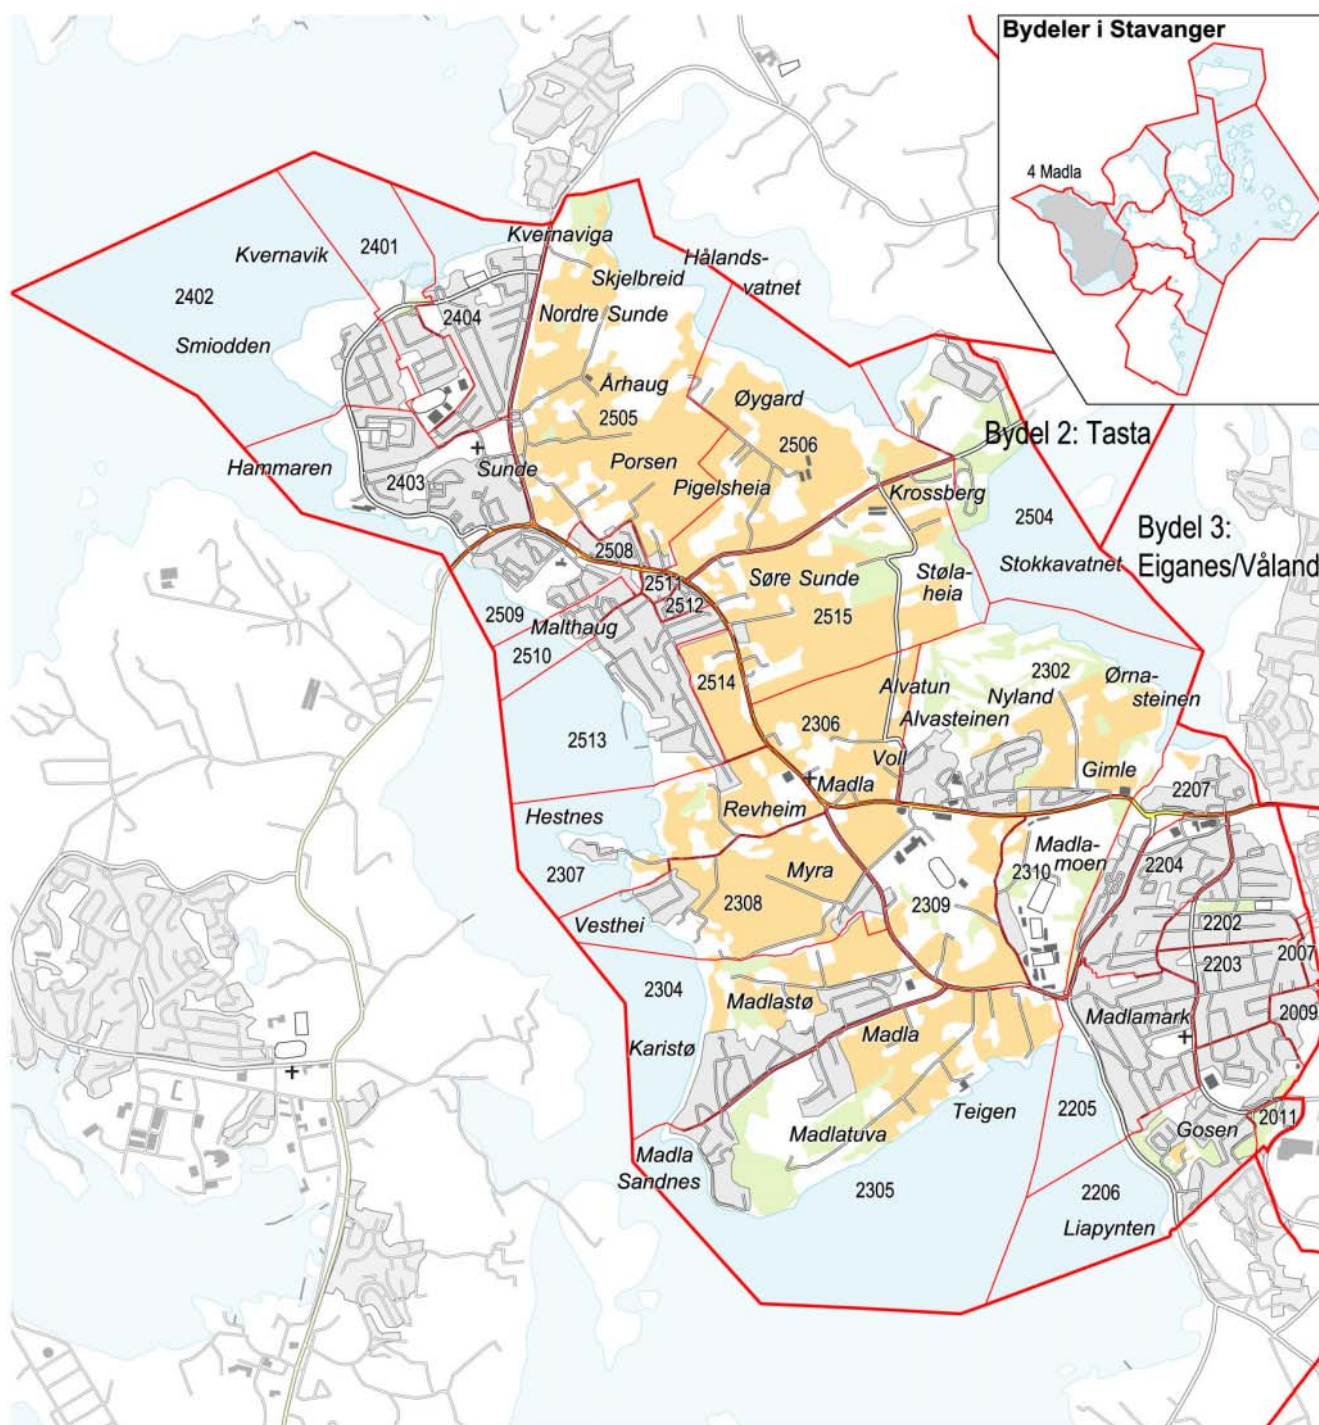 Bydeler i Stavanger
4 Madla
Kvernaviga
2401
Kvernavik
Hålands-
vatnet
Skjelbreid
2402
2404
Nordre Sunde
Smiodden
Århaug
Øygard
2505
2506
Bydel 2: Tasta
Hammaren
Sunde
Porsen
2403
Pigelsheia
Krossberg
2504
Bydel 3:
Eiganes/Våland
Stokkavatnet
2508
2511
Søre Sunde
Støla-
heia
2509
2512
2515
Malthaug
2510
2514
Alvatun
2302
Ørna-
steinen
Nyland
2306
Alvasteinen
2513
Voll
Gimle
Madla
2207
Hestnes
Revheim
Madla-
moen
2307
Myra
2310
2204
2308
2309
2202
Vesthei
2203
2007
2304
Madlastø
Madlamark
2009
Karistø
Madla
Teigen
2205
2011
Gosen
Madlatuva
Madla
Sandnes
2305
2206
Liapynten